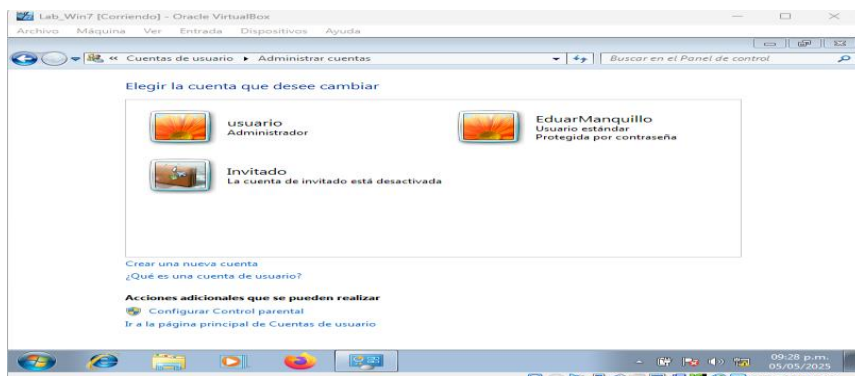 Lab_Win7 [Corriendo] - Oracle VirtualBox
Archivo Máquina Ver Entrada Dispositivos Ayuda
« Cuentas de usuario ▸ Administrar cuentas
Buscar en el Panel de control
Elegir la cuenta que desee cambiar
usuario
Administrador
EduarManquillo
Usuario estándar
Protegida por contraseña
Invitado
La cuenta de invitado está desactivada
Crear una nueva cuenta
¿Qué es una cuenta de usuario?
Acciones adicionales que se pueden realizar
Configurar Control parental
Ir a la página principal de Cuentas de usuario
09:28 p.m.
05/05/2025